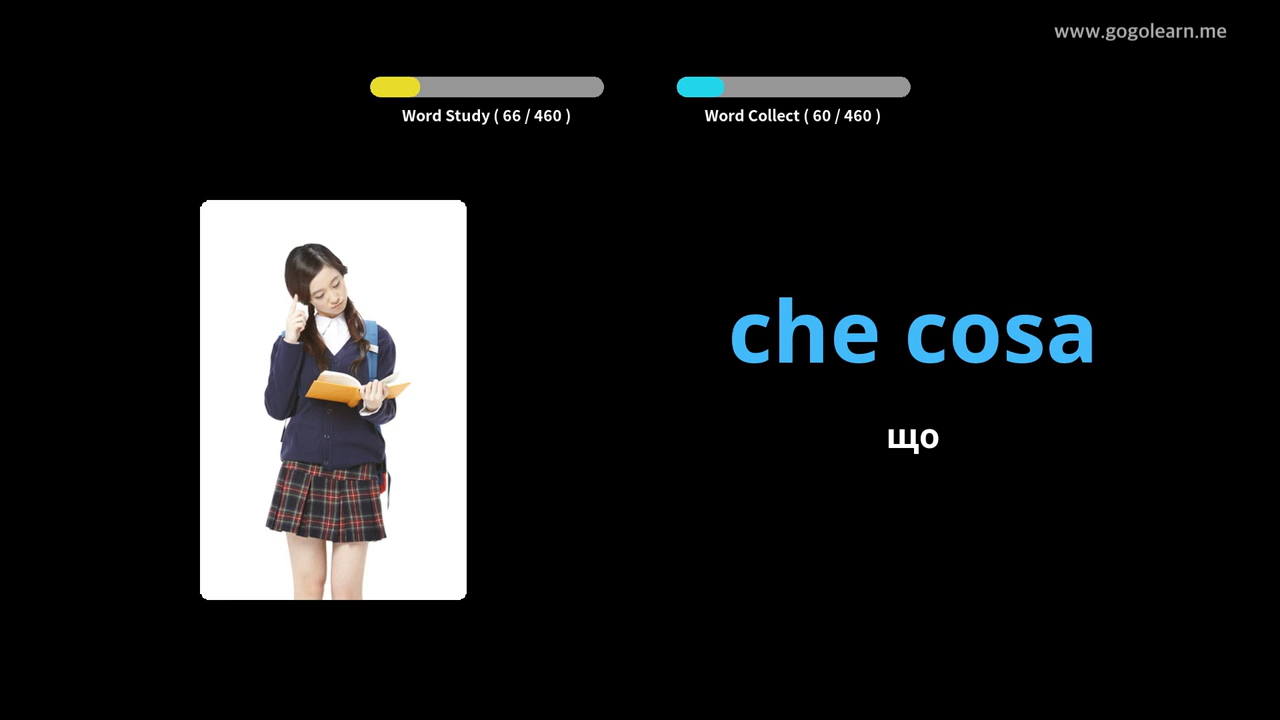 www.gogolearn.me
Word Study ( 66 / 460 )
Word Collect ( 60 / 460 )
che cosa
що